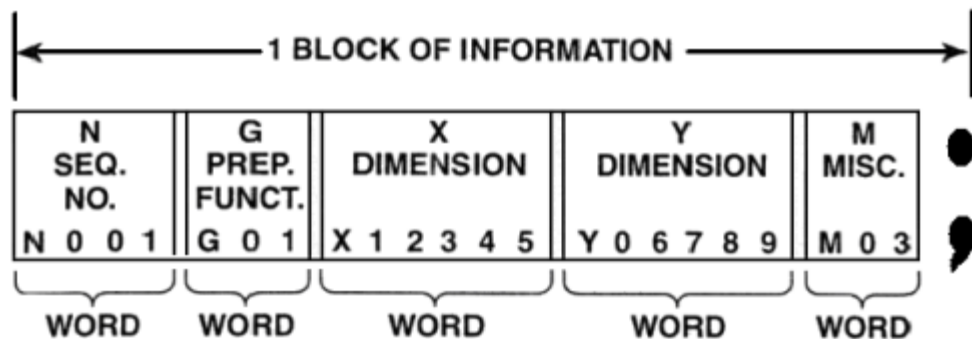 1 BLOCK OF INFORMATION
N G X Y M
SEQ. PREP. DIMENSION DIMENSION MISC.
NO. FUNCT.
N 0 0 1 G 0 1 X 1 2 3 4 5 Y 0 6 7 8 9 M 0 3 ;
WORD WORD WORD WORD WORD